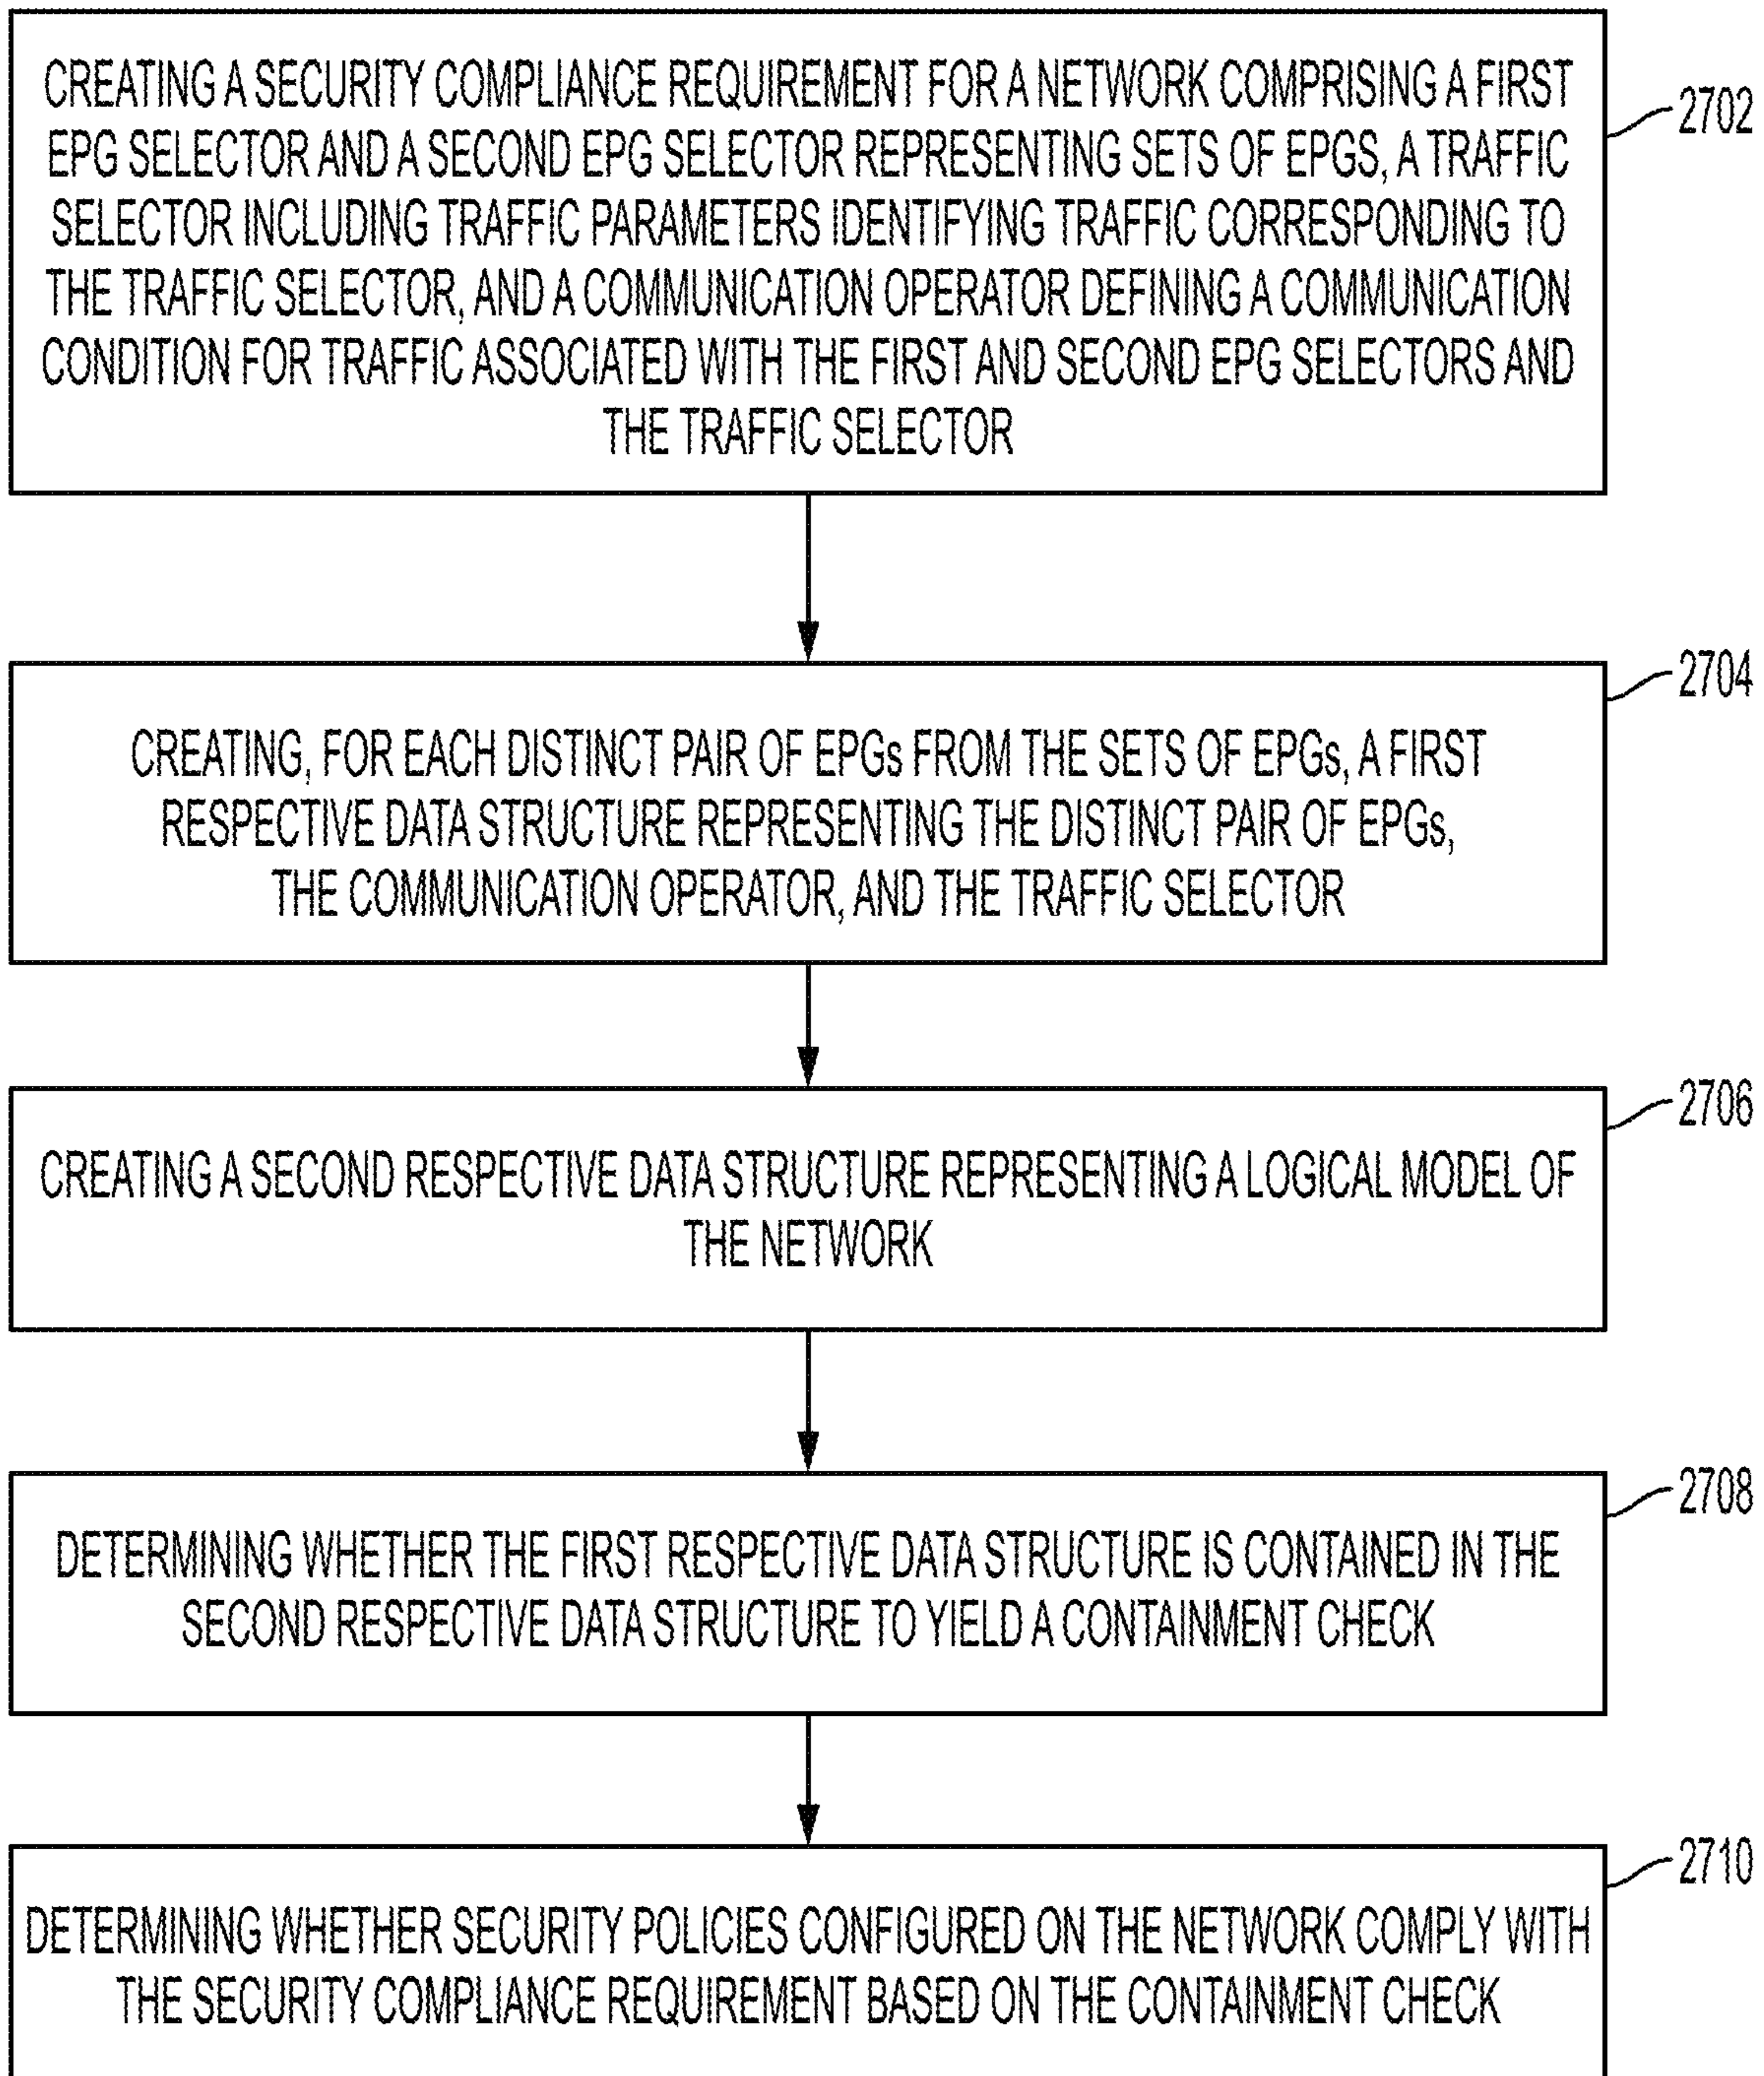 CREATING A SECURITY COMPLIANCE REQUIREMENT FOR A NETWORK COMPRISING A FIRST
EPG SELECTOR AND A SECOND EPG SELECTOR REPRESENTING SETS OF EPGS, A TRAFFIC
SELECTOR INCLUDING TRAFFIC PARAMETERS IDENTIFYING TRAFFIC CORRESPONDING TO
THE TRAFFIC SELECTOR, AND A COMMUNICATION OPERATOR DEFINING A COMMUNICATION
CONDITION FOR TRAFFIC ASSOCIATED WITH THE FIRST AND SECOND EPG SELECTORS AND
THE TRAFFIC SELECTOR
2702
CREATING, FOR EACH DISTINCT PAIR OF EPGs FROM THE SETS OF EPGs, A FIRST
RESPECTIVE DATA STRUCTURE REPRESENTING THE DISTINCT PAIR OF EPGs,
THE COMMUNICATION OPERATOR, AND THE TRAFFIC SELECTOR
2704
CREATING A SECOND RESPECTIVE DATA STRUCTURE REPRESENTING A LOGICAL MODEL OF
THE NETWORK
2706
DETERMINING WHETHER THE FIRST RESPECTIVE DATA STRUCTURE IS CONTAINED IN THE
SECOND RESPECTIVE DATA STRUCTURE TO YIELD A CONTAINMENT CHECK
2708
DETERMINING WHETHER SECURITY POLICIES CONFIGURED ON THE NETWORK COMPLY WITH
THE SECURITY COMPLIANCE REQUIREMENT BASED ON THE CONTAINMENT CHECK
2710